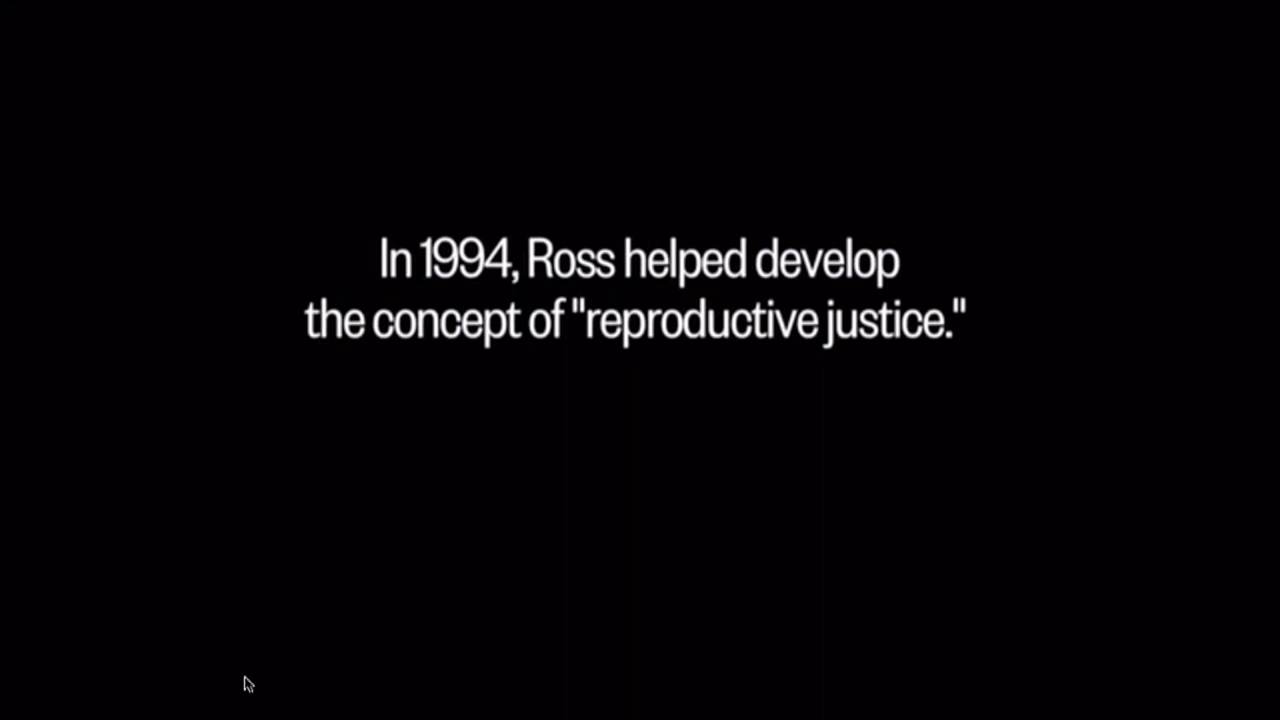 In 1994, Ross helped develop
the concept of "reproductive justice."